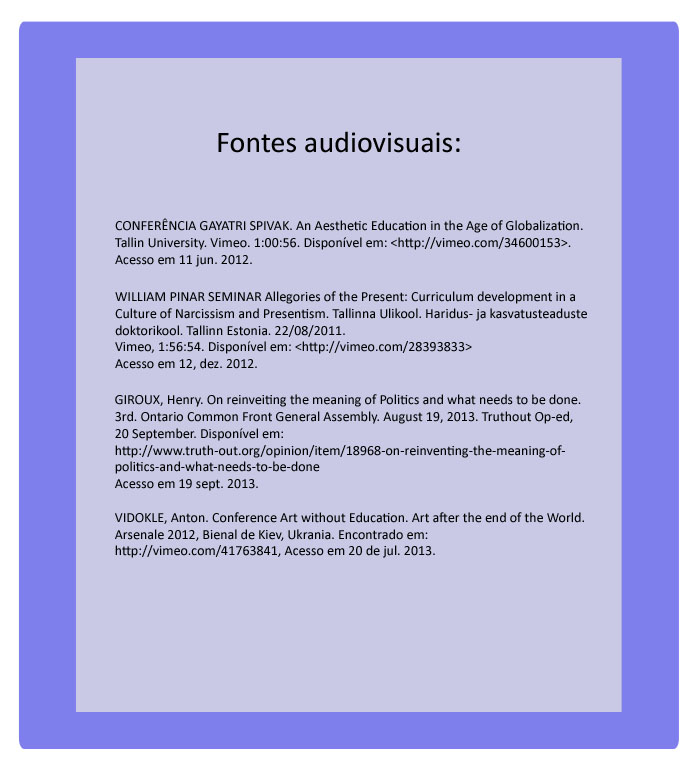 Fontes audiovisuais:
CONFERÊNCIA GAYATRI SPIVAK. An Aesthetic Education in the Age of Globalization.
Tallin University. Vimeo. 1:00:56. Disponível em: <http://vimeo.com/34600153>.
Acesso em 11 jun. 2012.
WILLIAM PINAR SEMINAR Allegories of the Present: Curriculum development in a
Culture of Narcissism and Presentism. Tallinna Ulikool. Haridus- ja kasvatusteaduste
doktorikool. Tallinn Estonia. 22/08/2011.
Vimeo, 1:56:54. Disponível em: <http://vimeo.com/28393833>
Acesso em 12, dez. 2012.
GIROUX, Henry. On reinveiting the meaning of Politics and what needs to be done.
3rd. Ontario Common Front General Assembly. August 19, 2013. Truthout Op-ed,
20 September. Disponível em:
http://www.truth-out.org/opinion/item/18968-on-reinventing-the-meaning-of-
politics-and-what-needs-to-be-done
Acesso em 19 sept. 2013.
VIDOKLE, Anton. Conference Art without Education. Art after the end of the World.
Arsenale 2012, Bienal de Kiev, Ukrania. Encontrado em:
http://vimeo.com/41763841, Acesso em 20 de jul. 2013.